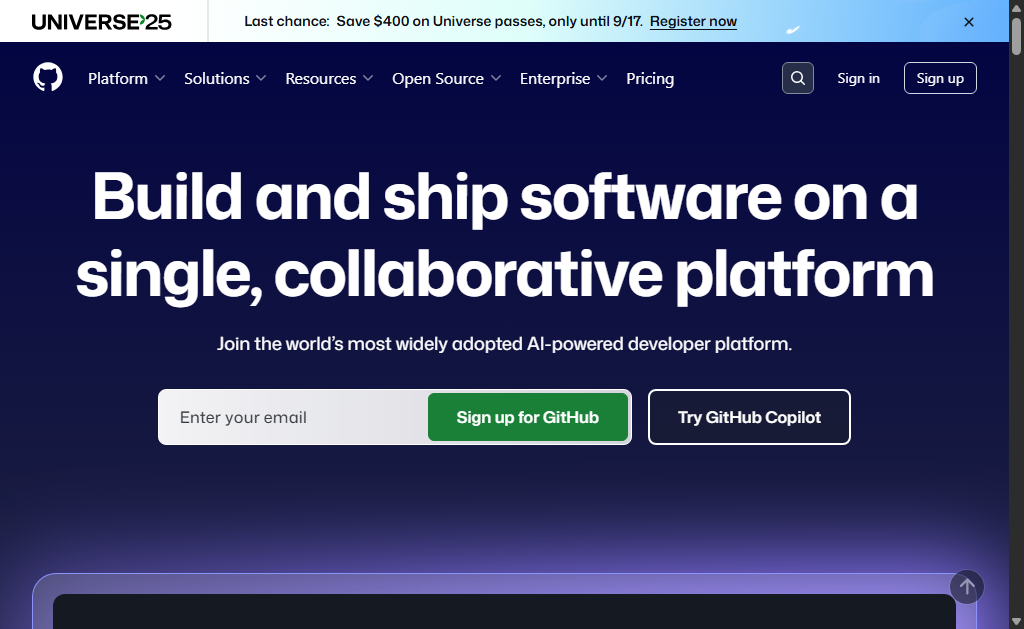 UNIVERSE'25
Last chance: Save $400 on Universe passes, only until 9/17. Register now
Platform Solutions Resources Open Source Enterprise Pricing Sign in Sign up
Build and ship software on a
single, collaborative platform
Join the world's most widely adopted AI-powered developer platform.
Enter your email Sign up for GitHub Try GitHub Copilot